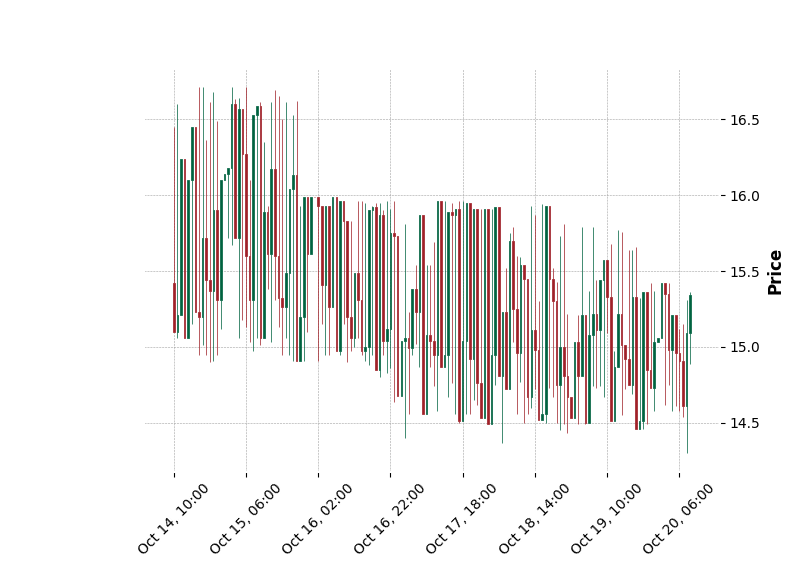 16.5
16.0
15.5
15.0
14.5
Price
Oct 14, 10:00
Oct 15, 06:00
Oct 16, 02:00
Oct 16, 22:00
Oct 17, 18:00
Oct 18, 14:00
Oct 19, 10:00
Oct 20, 06:00